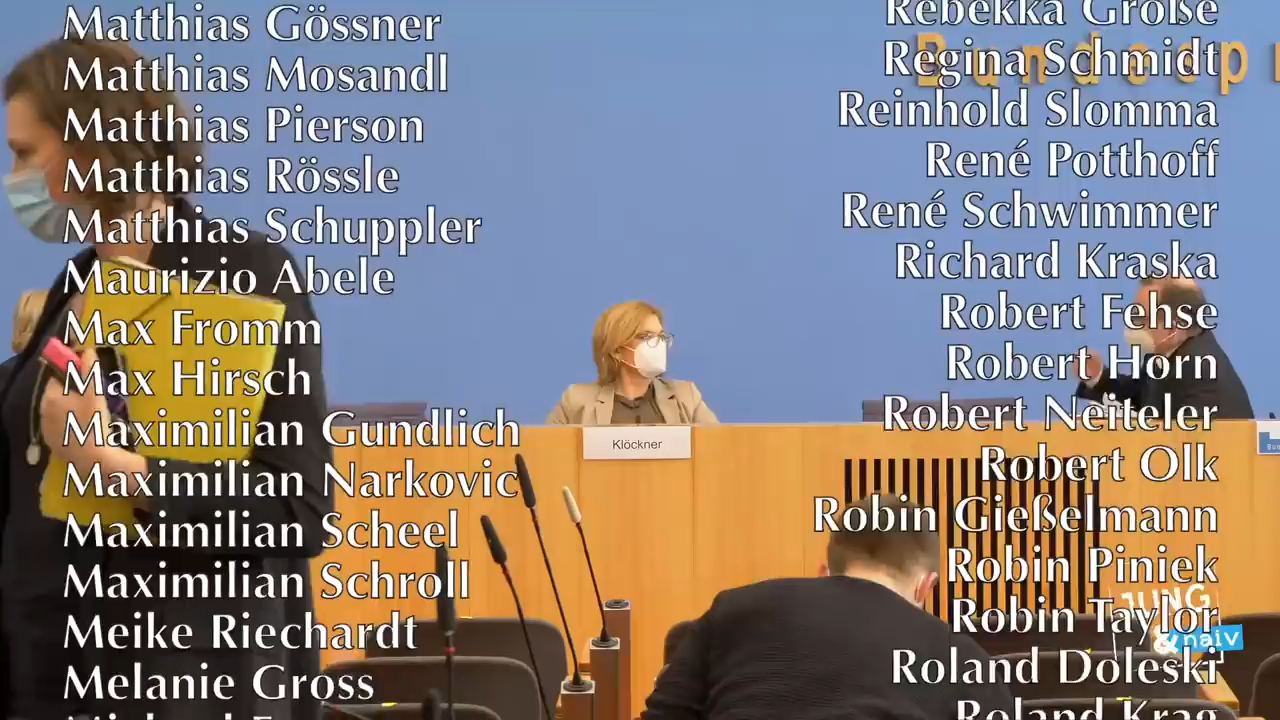 Matthias Gössner
Matthias Mosandl
Matthias Pierson
Matthias Rössle
Matthias Schuppler
Maurizio Abele
Max Fromm
Max Hirsch
Maximilian Gundlich
Maximilian Narkovic
Maximilian Scheel
Maximilian Schroll
Meike Riechardt
Melanie Gross
Rebekka Große
Regina Schmidt
Reinhold Slomma
René Potthoff
René Schwimmer
Richard Kraska
Robert Fehse
Robert Horn
Robert Neiteler
Robert Olk
Robin Gießelmann
Robin Piniek
Robin Taylor
Roland Doleski
Roland Krag
Klöckner
JUNG
& naiv